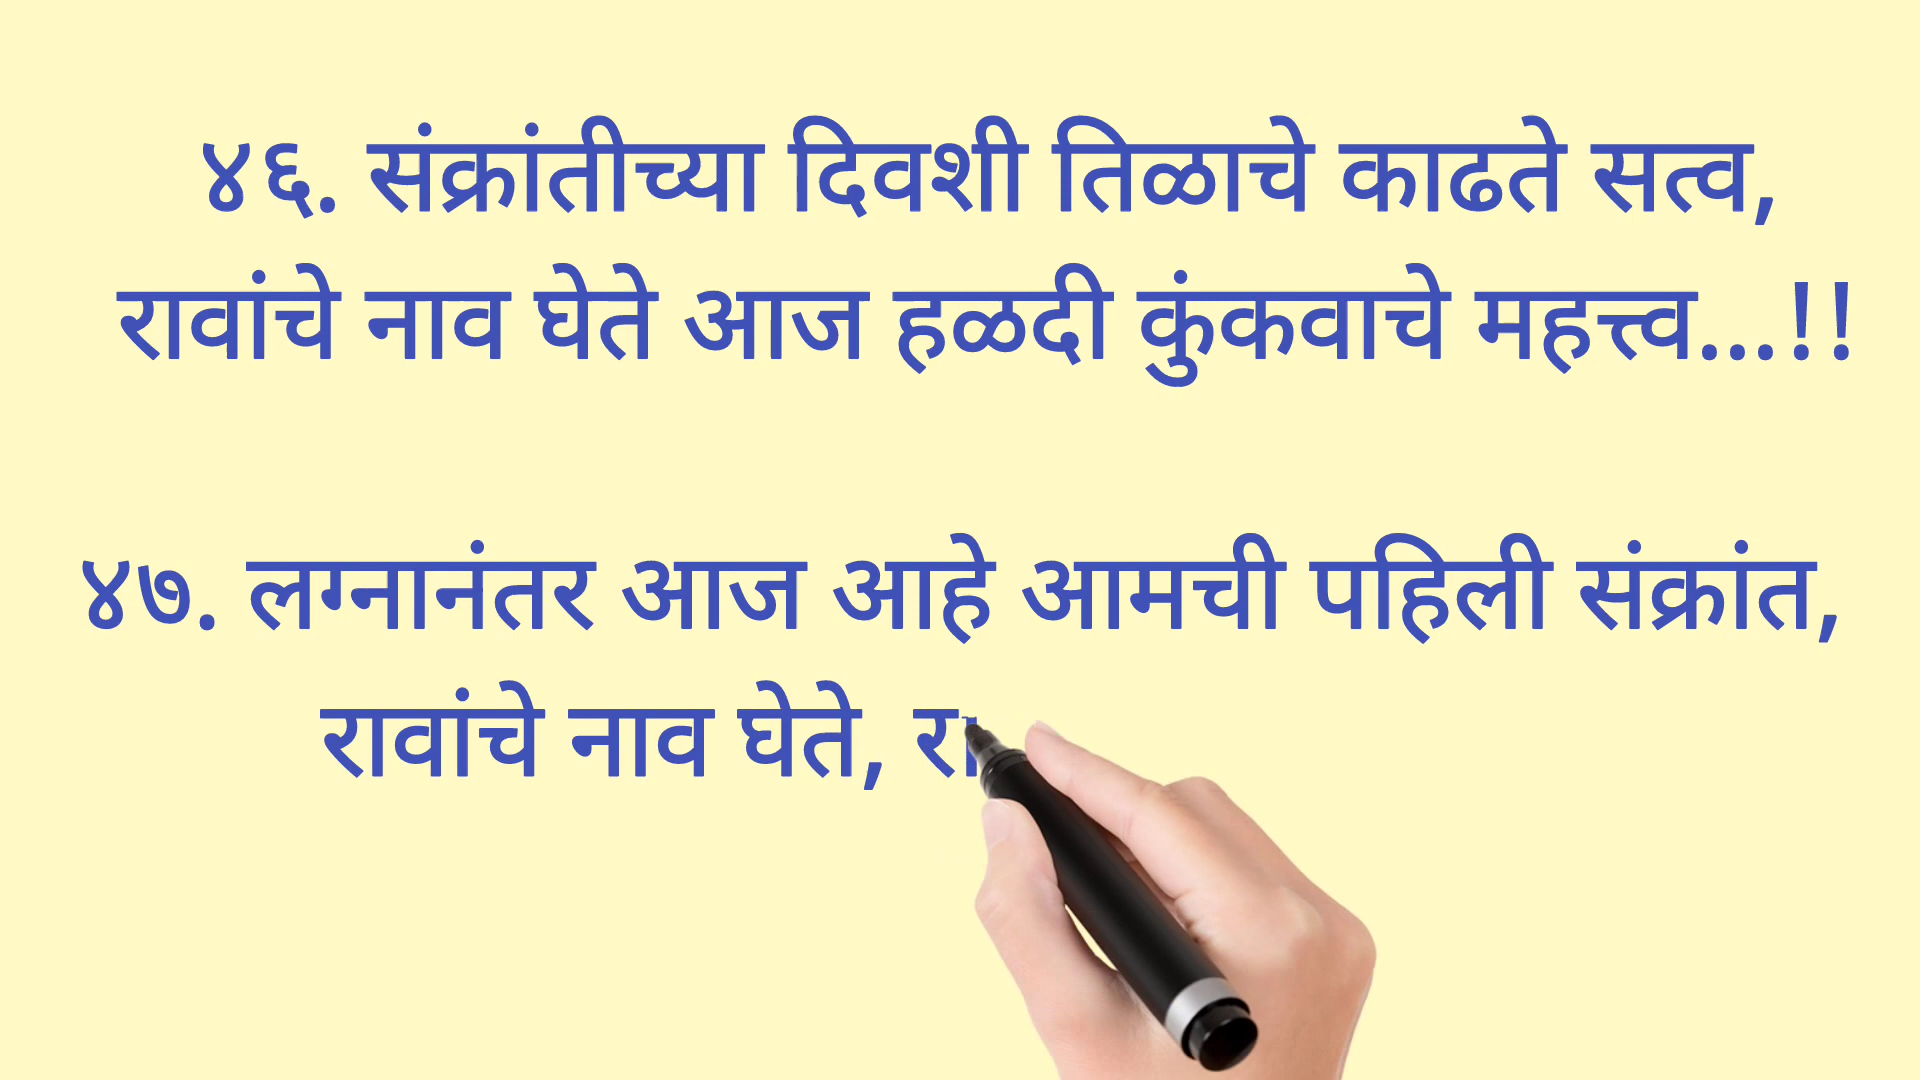 ४६. संक्रांतीच्या दिवशी तिळाचे काढते सत्व,
रावांचे नाव घेते आज हळदी कुंकवाचे महत्त्व...!!
४७. लग्नानंतर आज आहे आमची पहिली संक्रांत,
रावांचे नाव घेते, रा